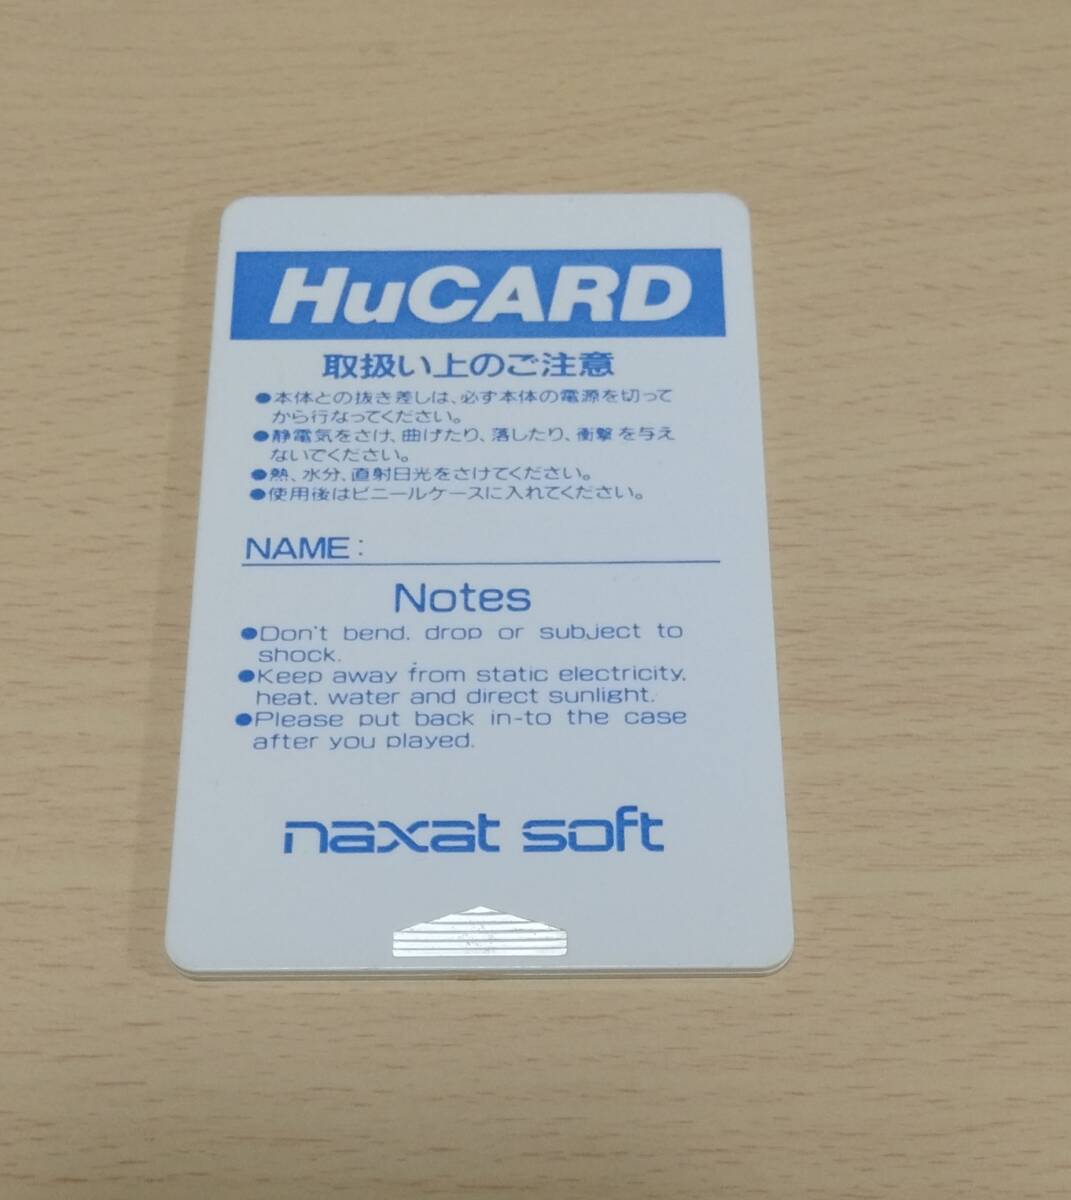 HuCARD
取扱い上のご注意
●本体との抜き差しは、必ず本体の電源を切って
から行なってください。
●静電気をさけ、曲げたり、落したり、衝撃を与え
ないでください。
●熱、水分、直射日光をさけてください。
●使用後はビニールケースに入れてください。
NAME:
Notes
●Don't bend, drop or subject to
shock.
●Keep away from static electricity,
heat, water and direct sunlight.
●Please put back in-to the case
after you played.
naxat soft